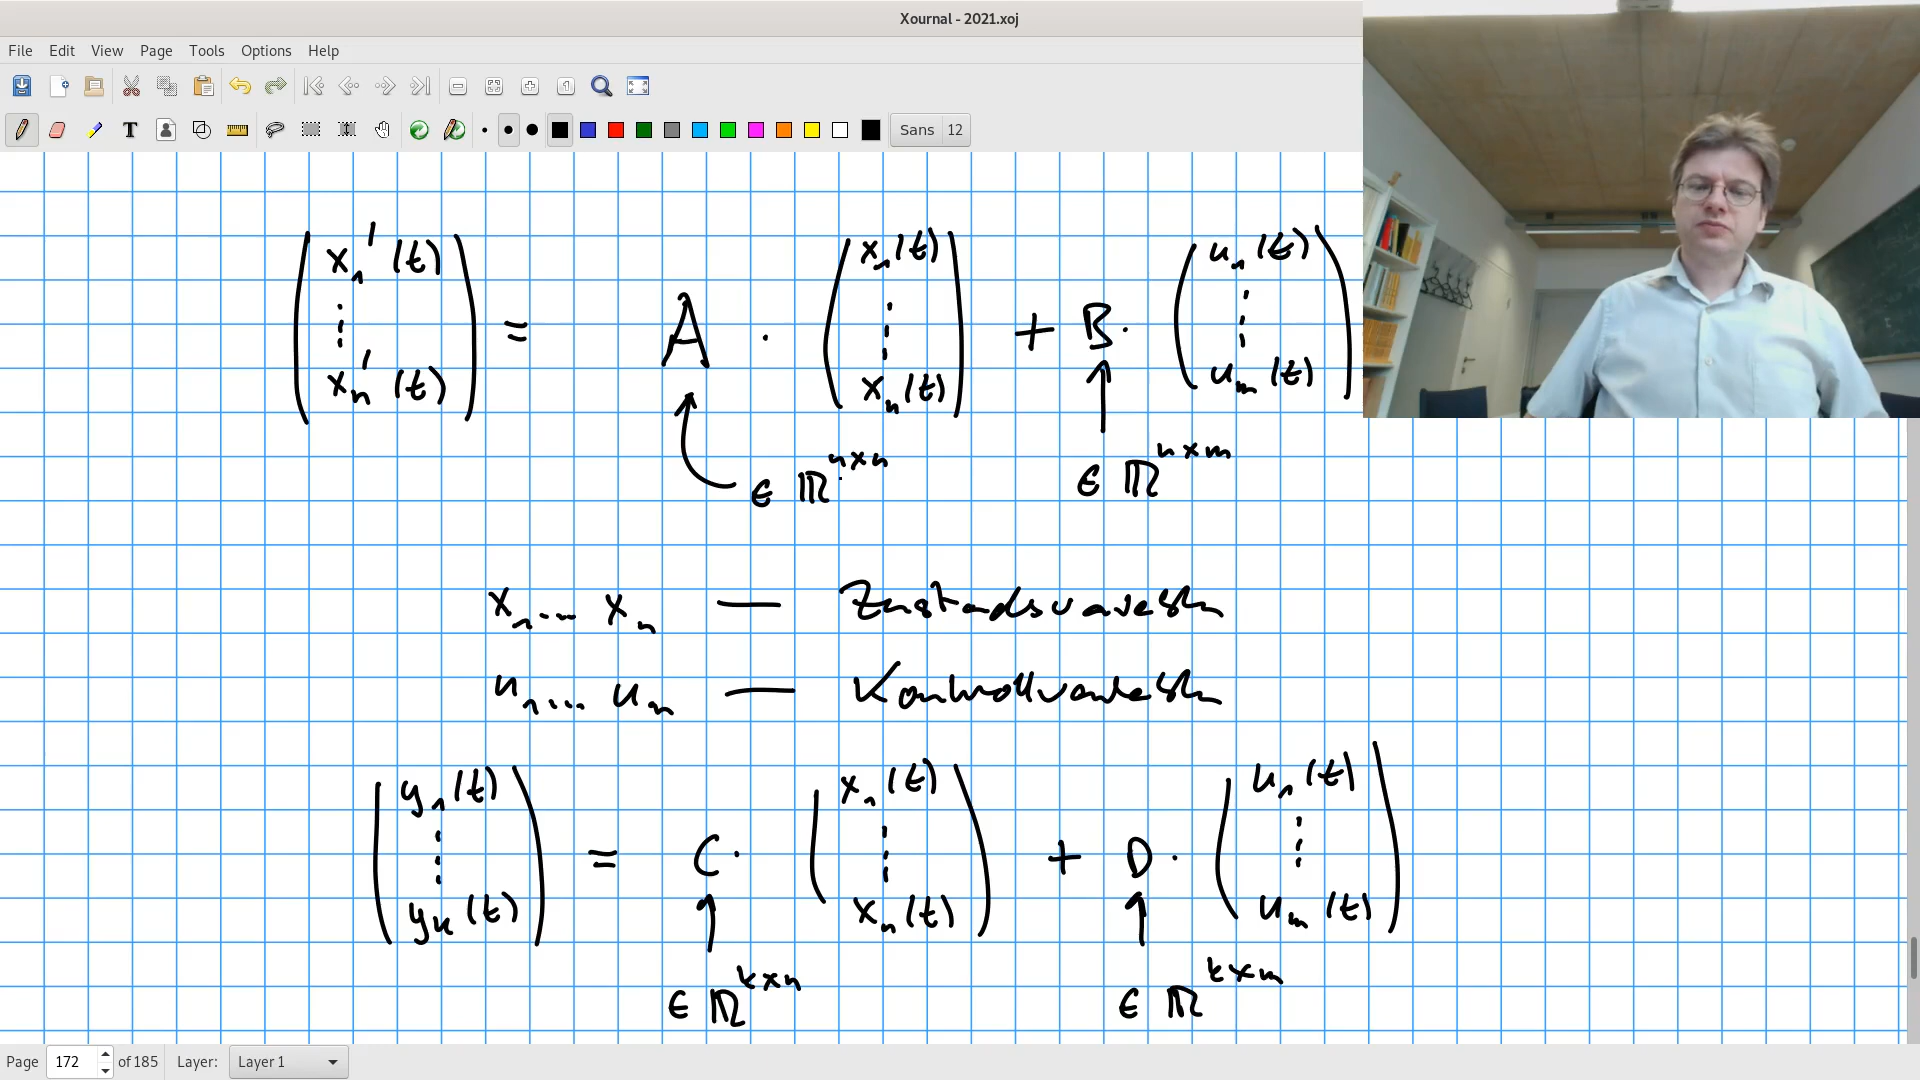 Xournal - 2021.xoj
File Edit View Page Tools Options Help
Sans 12
( x₁'(t) ⋮ xₙ'(t) ) = A · ( x₁(t) ⋮ xₙ(t) ) + B · ( u₁(t) ⋮ uₘ(t) )
∈ ℝⁿˣⁿ ∈ ℝⁿˣᵐ
x₁ ... xₙ — Zustandsvariablen
u₁ ... uₘ — Kontrollvariablen
( y₁(t) ⋮ yₖ(t) ) = C · ( x₁(t) ⋮ xₙ(t) ) + D · ( u₁(t) ⋮ uₘ(t) )
∈ ℝᵏˣⁿ ∈ ℝᵏˣᵐ
Page 172 of 185 Layer: Layer 1